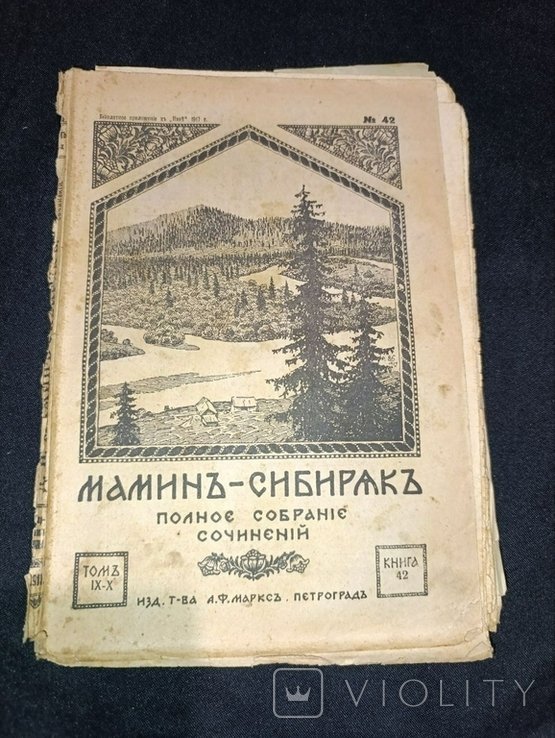 Безплатное приложеніе къ „Нивѣ" 1917 г.
№ 42
МАМИНЪ-СИБИРЯКЪ
ПОЛНОЕ СОБРАНІЕ
СОЧИНЕНІЙ
ТОМЪ
IX-X
КНИГА
42
ИЗД. Т-ВА А.Ф.МАРКСЪ. ПЕТРОГРАДЪ
VIOLITY